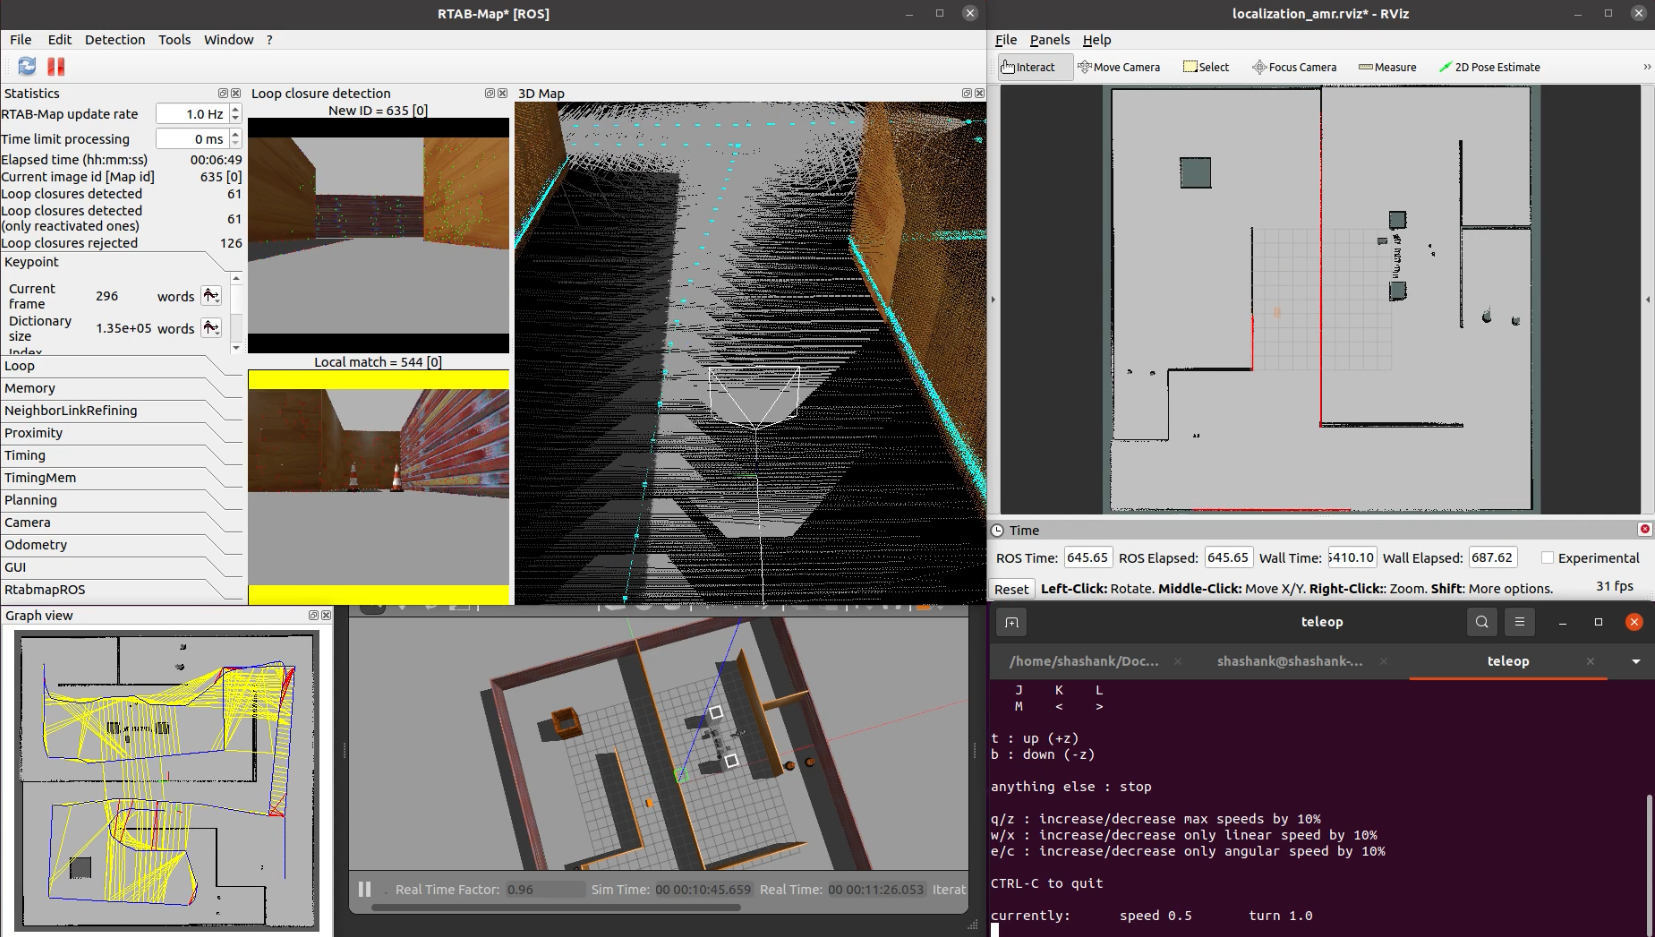 RTAB-Map* [ROS]
File Edit Detection Tools Window ?
Statistics
RTAB-Map update rate 1.0 Hz
Time limit processing 0 ms
Elapsed time (hh:mm:ss) 00:06:49
Current image id [Map id] 635 [0]
Loop closures detected 61
Loop closures detected
(only reactivated ones) 61
Loop closures rejected 126
Keypoint
Current
frame 296 words
Dictionary
size 1.35e+05 words
Index
Loop
Memory
NeighborLinkRefining
Proximity
Timing
TimingMem
Planning
Camera
Odometry
GUI
RtabmapROS
Loop closure detection
New ID = 635 [0]
Local match = 544 [0]
3D Map
Graph view
Real Time Factor: 0.96 Sim Time: 00 00:10:45.659 Real Time: 00 00:11:26.053 Iterat
localization_amr.rviz* - RViz
File Panels Help
Interact Move Camera Select Focus Camera Measure 2D Pose Estimate »
Time
ROS Time: 645.65 ROS Elapsed: 645.65 Wall Time: 5410.10 Wall Elapsed: 687.62 Experimental
Reset Left-Click: Rotate. Middle-Click: Move X/Y. Right-Click:: Zoom. Shift: More options. 31 fps
teleop
/home/shashank/Doc... shashank@shashank-... teleop
J K L
M < >
t : up (+z)
b : down (-z)
anything else : stop
q/z : increase/decrease max speeds by 10%
w/x : increase/decrease only linear speed by 10%
e/c : increase/decrease only angular speed by 10%
CTRL-C to quit
currently: speed 0.5 turn 1.0